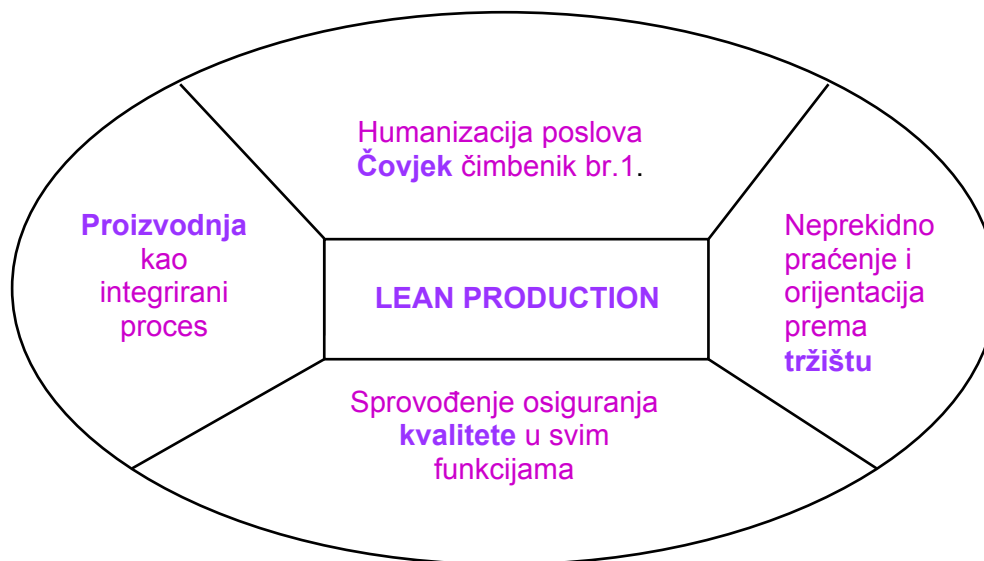 Humanizacija poslova
Čovjek čimbenik br.1.
Proizvodnja
kao
integrirani
proces
LEAN PRODUCTION
Neprekidno
praćenje i
orijentacija
prema
tržištu
Sprovođenje osiguranja
kvalitete u svim
funkcijama